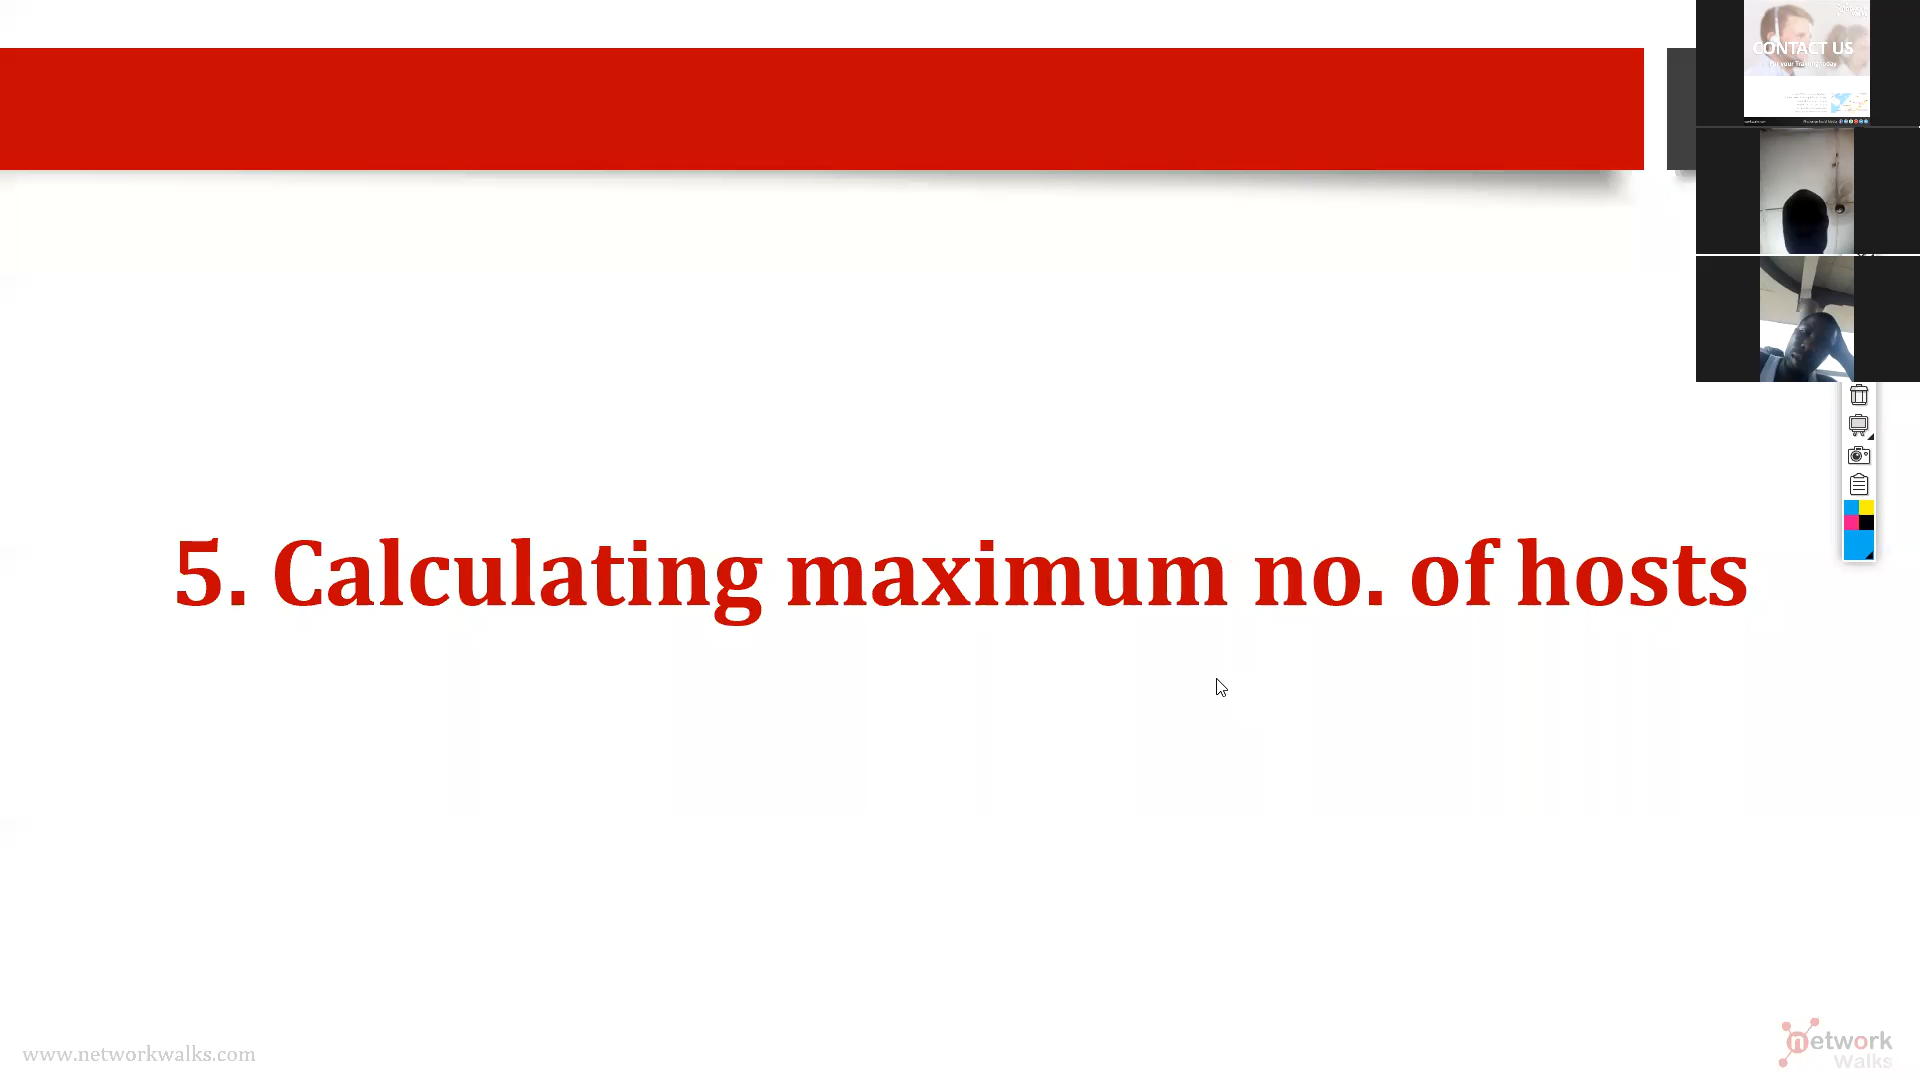 CONTACT US
5. Calculating maximum no. of hosts
www.networkwalks.com
network
Walks